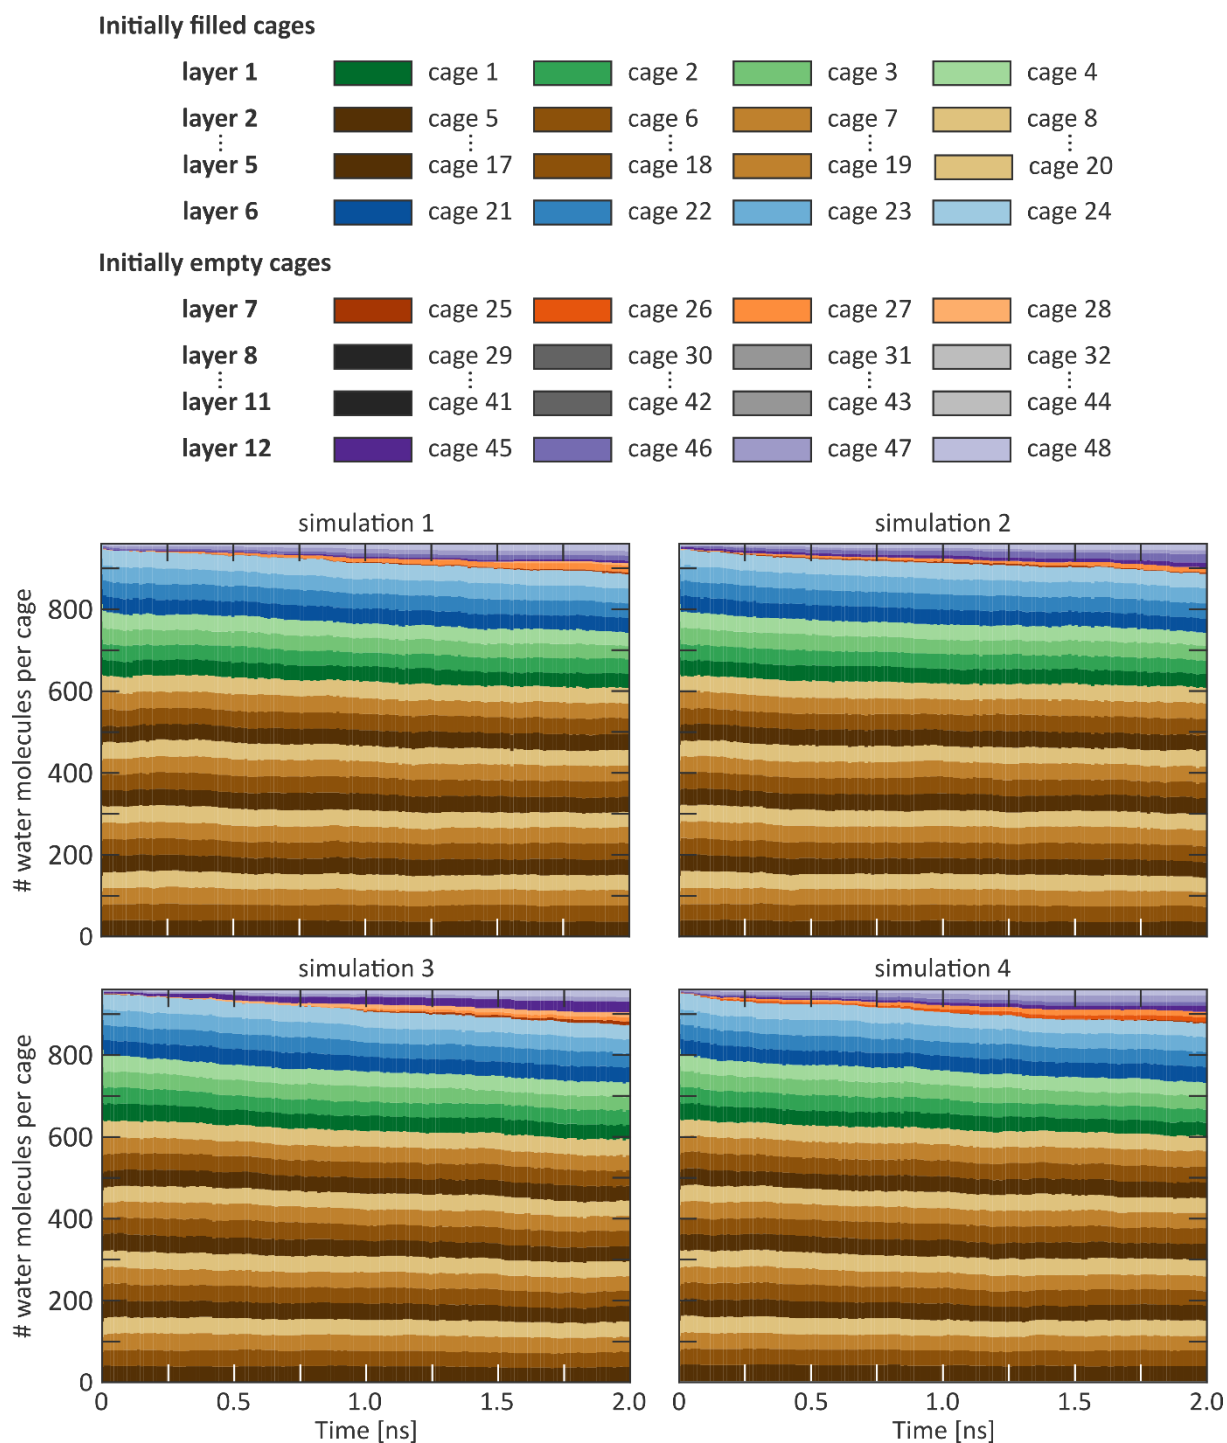 Initially filled cages
layer 1 cage 1 cage 2 cage 3 cage 4
layer 2 cage 5 cage 6 cage 7 cage 8
layer 5 cage 17 cage 18 cage 19 cage 20
layer 6 cage 21 cage 22 cage 23 cage 24
Initially empty cages
layer 7 cage 25 cage 26 cage 27 cage 28
layer 8 cage 29 cage 30 cage 31 cage 32
layer 11 cage 41 cage 42 cage 43 cage 44
layer 12 cage 45 cage 46 cage 47 cage 48
simulation 1 simulation 2
# water molecules per cage
800
600
400
200
0
simulation 3 simulation 4
# water molecules per cage
800
600
400
200
0
0 0.5 1.0 1.5 2.0 0 0.5 1.0 1.5 2.0
Time [ns] Time [ns]